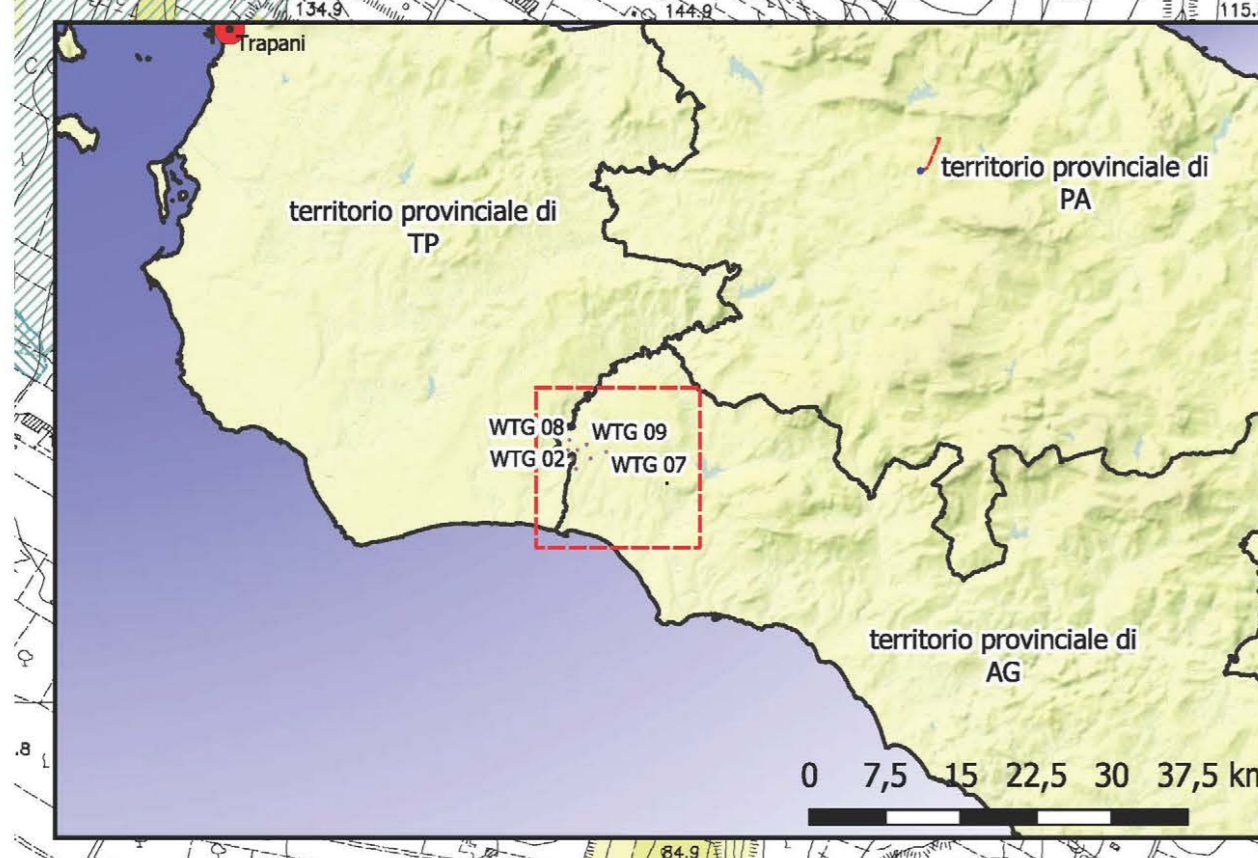 134.9
144.9
115.
Trapani
territorio provinciale di
PA
territorio provinciale di
TP
WTG 08
WTG 09
WTG 02
WTG 07
territorio provinciale di
AG
0 7,5 15 22,5 30 37,5 km
.8
84.9